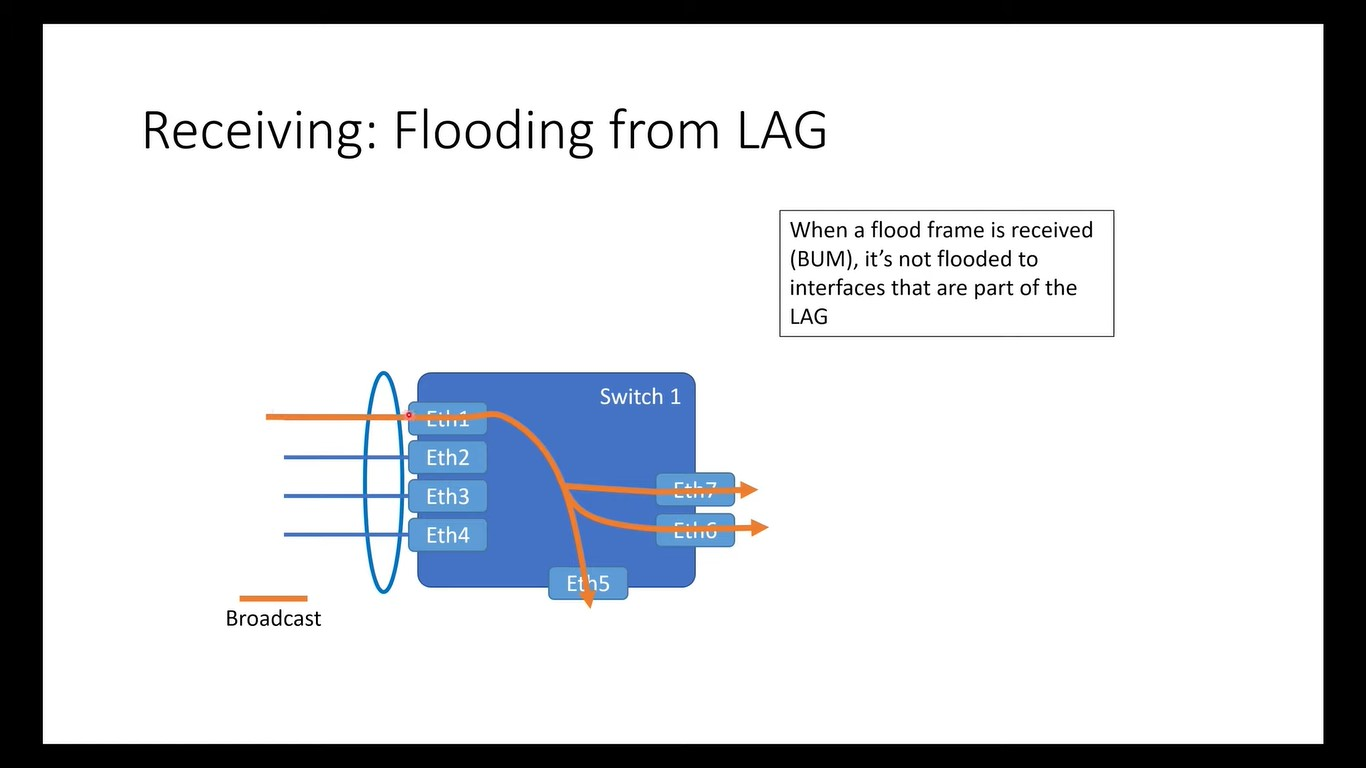 Receiving: Flooding from LAG
When a flood frame is received
(BUM), it’s not flooded to
interfaces that are part of the
LAG
Switch 1
Eth1
Eth2
Eth3
Eth4
Eth7
Eth6
Eth5
Broadcast